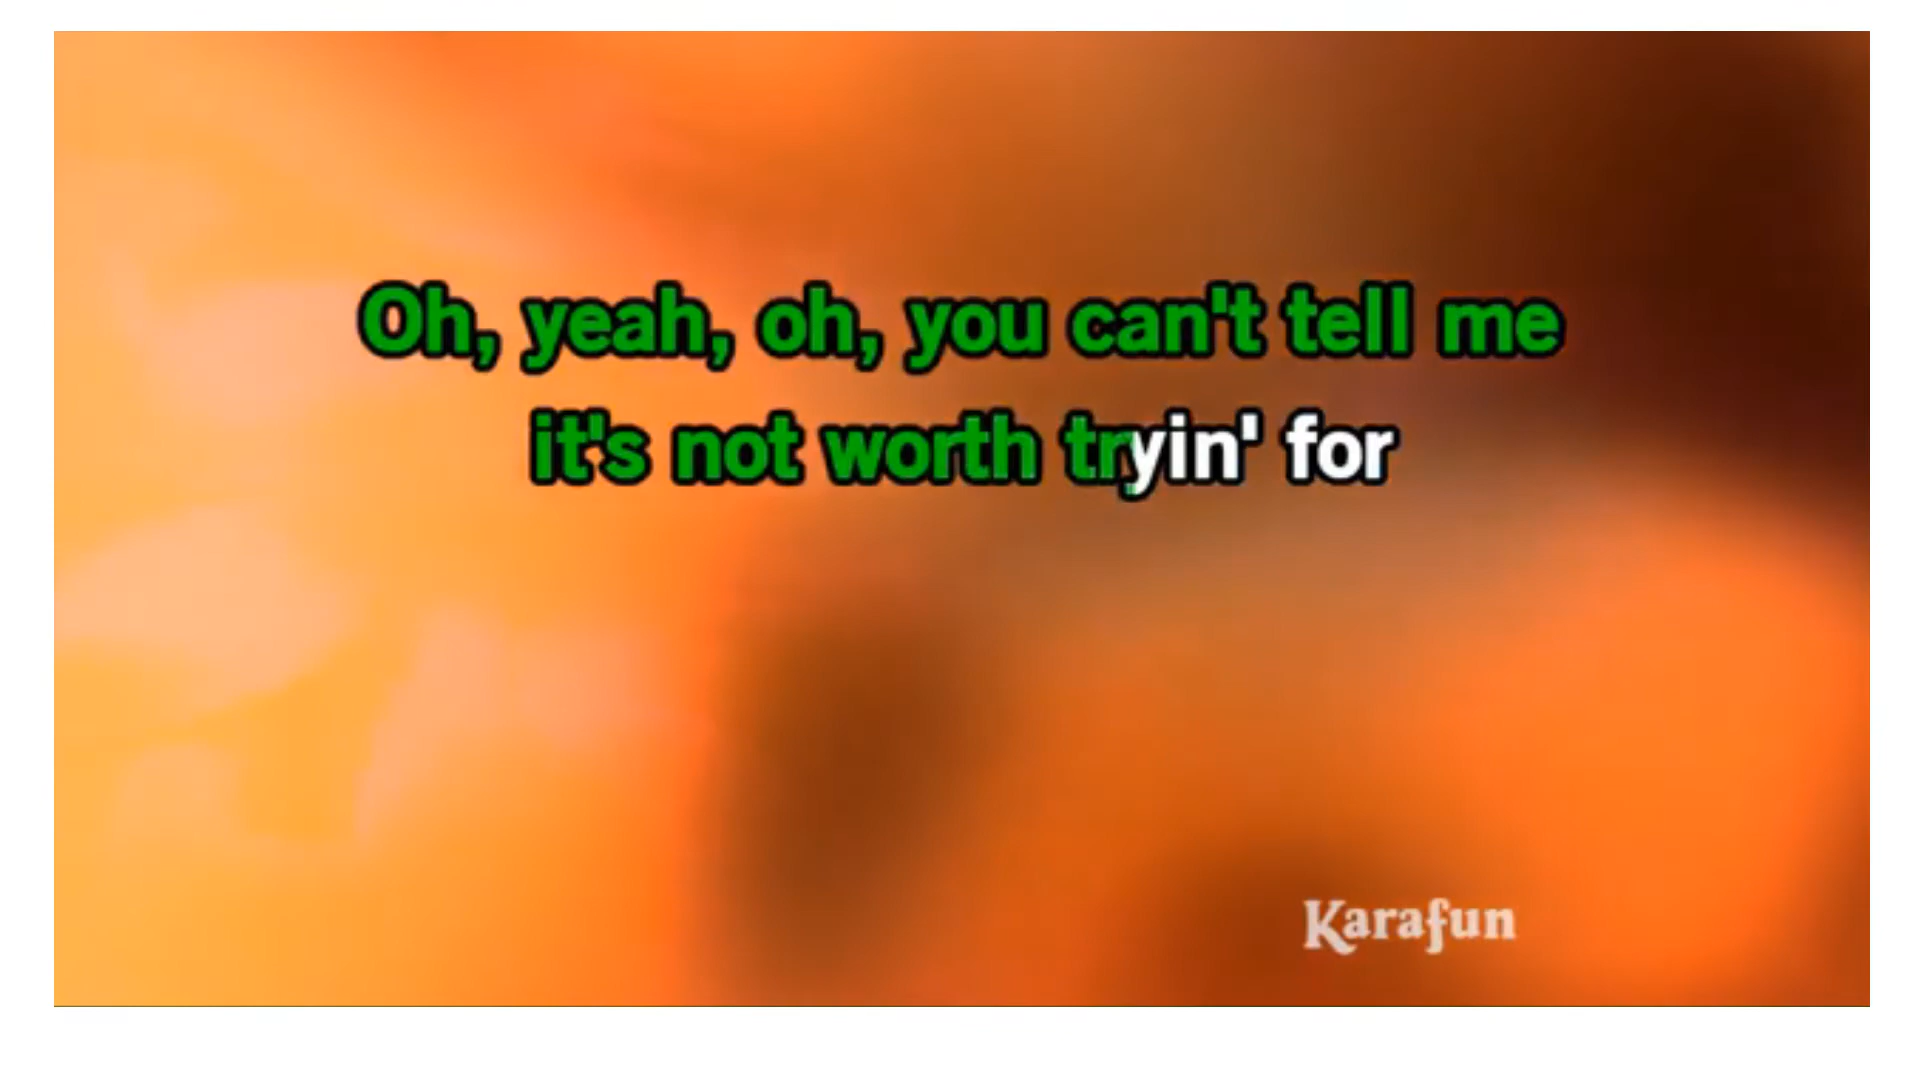 Oh, yeah, oh, you can't tell me
it's not worth tryin' for
Karafun